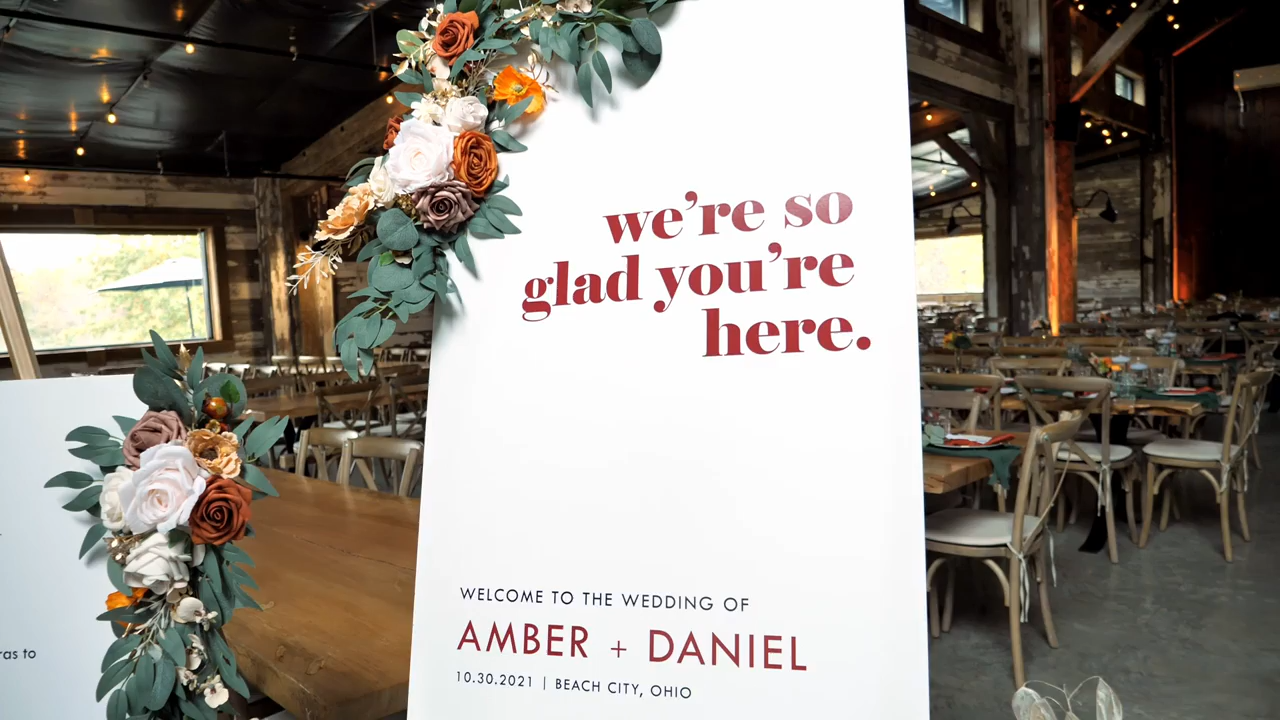 we're so
glad you're
here.
WELCOME TO THE WEDDING OF
AMBER + DANIEL
10.30.2021 | BEACH CITY, OHIO
to